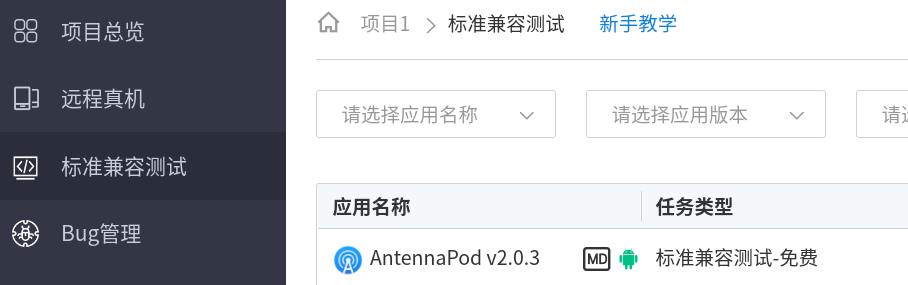 项目总览
远程真机
标准兼容测试
Bug管理
项目1 > 标准兼容测试 新手教学
请选择应用名称 请选择应用版本 请
应用名称 任务类型
AntennaPod v2.0.3 MD 标准兼容测试-免费